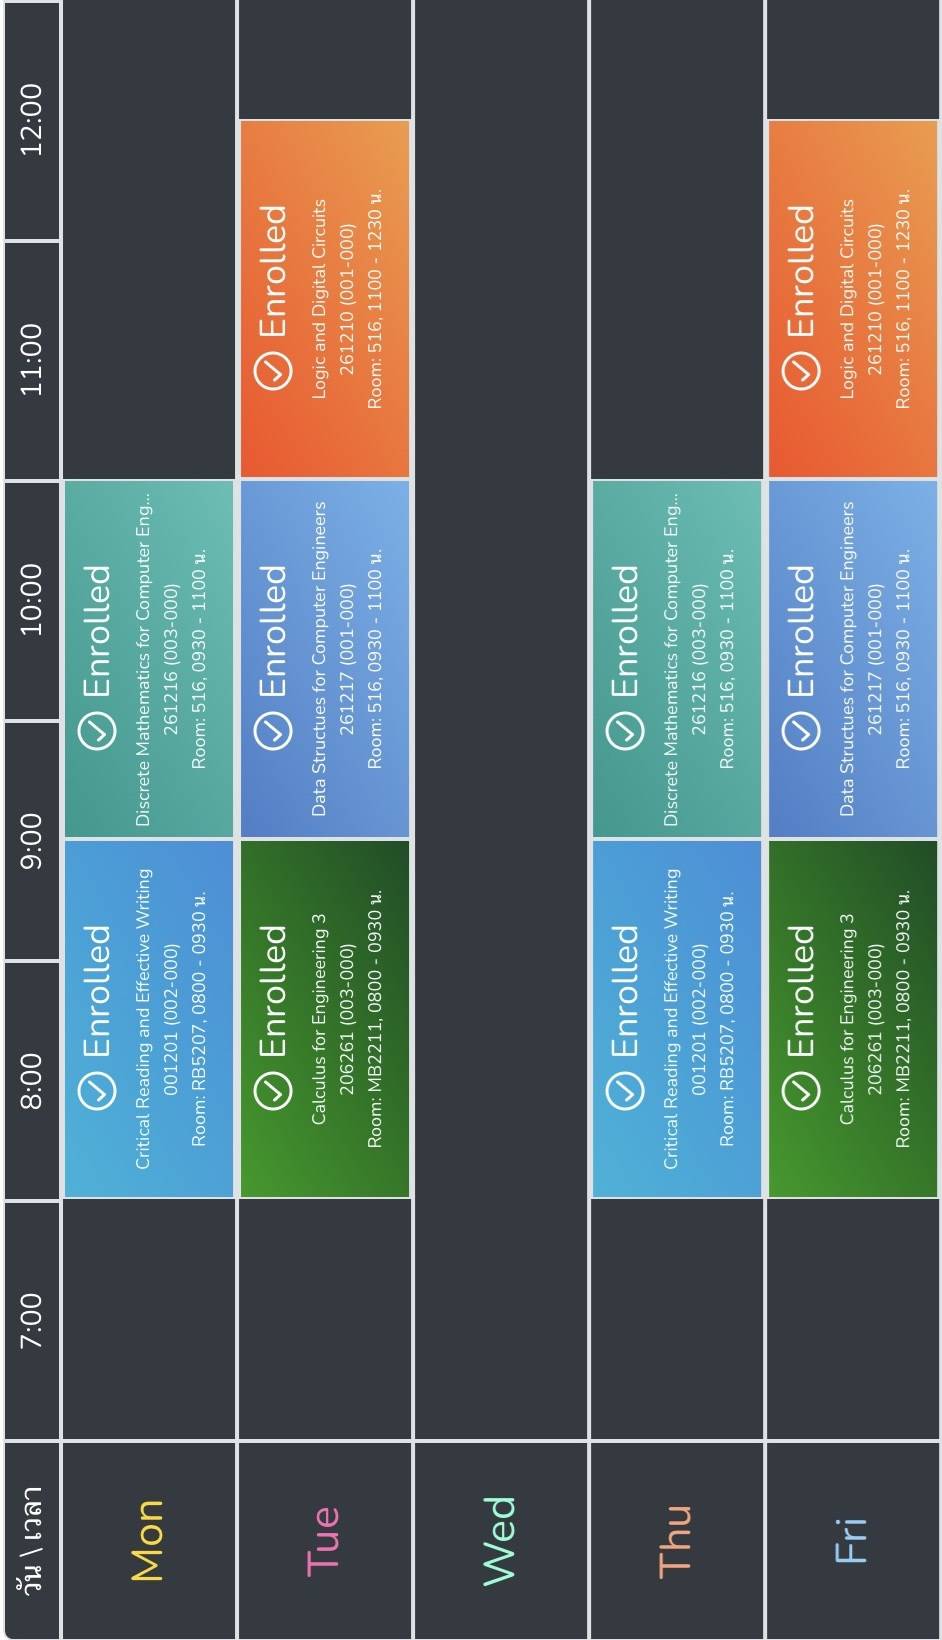 วัน \ เวลา
7:00
8:00
9:00
10:00
11:00
12:00
Mon
Enrolled
Critical Reading and Effective Writing
001201 (002-000)
Room: RB5207, 0800 - 0930 น.
Enrolled
Discrete Mathematics for Computer Eng...
261216 (003-000)
Room: 516, 0930 - 1100 น.
Tue
Enrolled
Calculus for Engineering 3
206261 (003-000)
Room: MB2211, 0800 - 0930 น.
Enrolled
Data Structues for Computer Engineers
261217 (001-000)
Room: 516, 0930 - 1100 น.
Enrolled
Logic and Digital Circuits
261210 (001-000)
Room: 516, 1100 - 1230 น.
Wed
Thu
Enrolled
Critical Reading and Effective Writing
001201 (002-000)
Room: RB5207, 0800 - 0930 น.
Enrolled
Discrete Mathematics for Computer Eng...
261216 (003-000)
Room: 516, 0930 - 1100 น.
Fri
Enrolled
Calculus for Engineering 3
206261 (003-000)
Room: MB2211, 0800 - 0930 น.
Enrolled
Data Structues for Computer Engineers
261217 (001-000)
Room: 516, 0930 - 1100 น.
Enrolled
Logic and Digital Circuits
261210 (001-000)
Room: 516, 1100 - 1230 น.